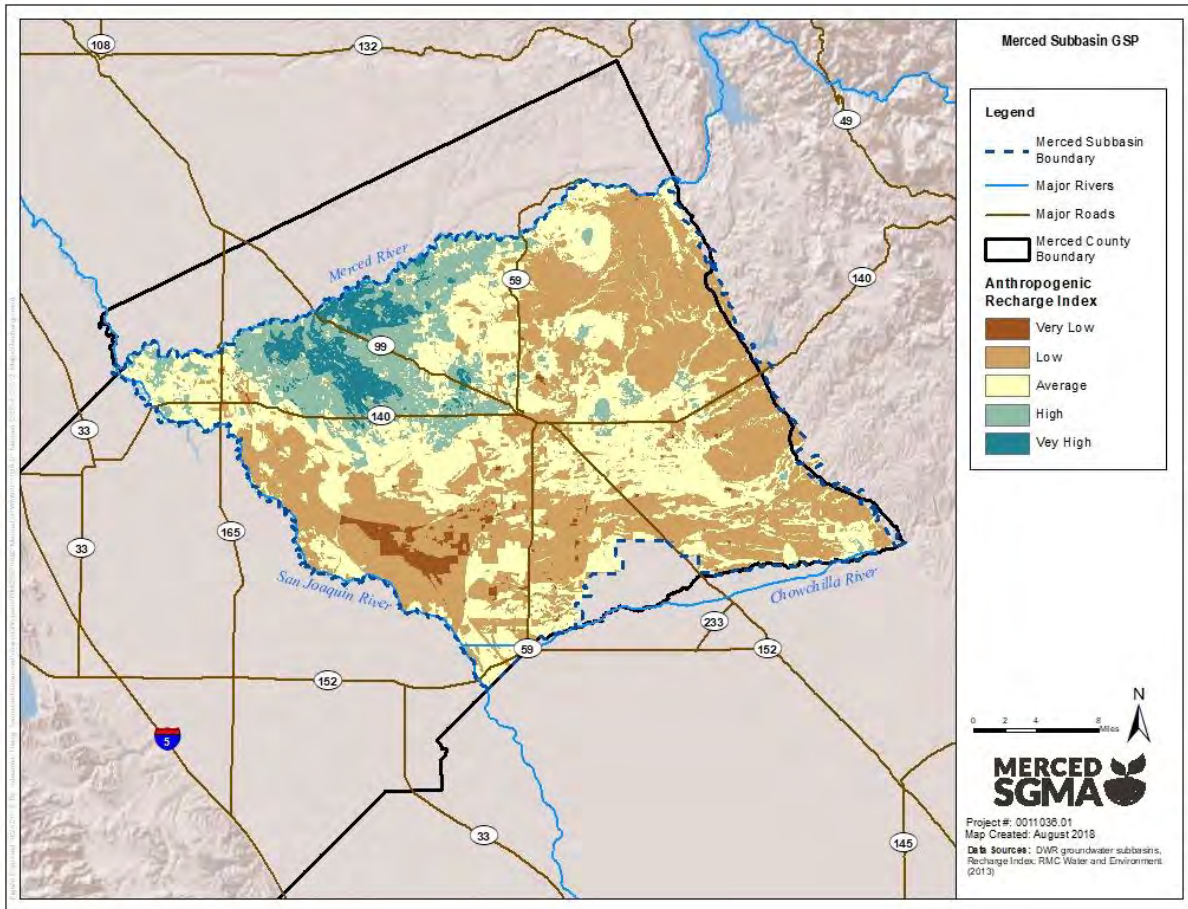 Merced Subbasin GSP
Legend
Merced Subbasin
Boundary
Major Rivers
Major Roads
Merced County
Boundary
Anthropogenic
Recharge Index
Very Low
Low
Average
High
Vey High
N
0 2 4 8
Miles
MERCED
SGMA
Project #: 0011036.01
Map Created: August 2018
Data Sources: DWR groundwater subbasins,
Recharge Index: RMC Water and Environment
(2013)
108
132
49
Merced River
59
140
99
140
33
165
33
San Joaquin River
Chowchilla River
233
59
152
152
5
33
145